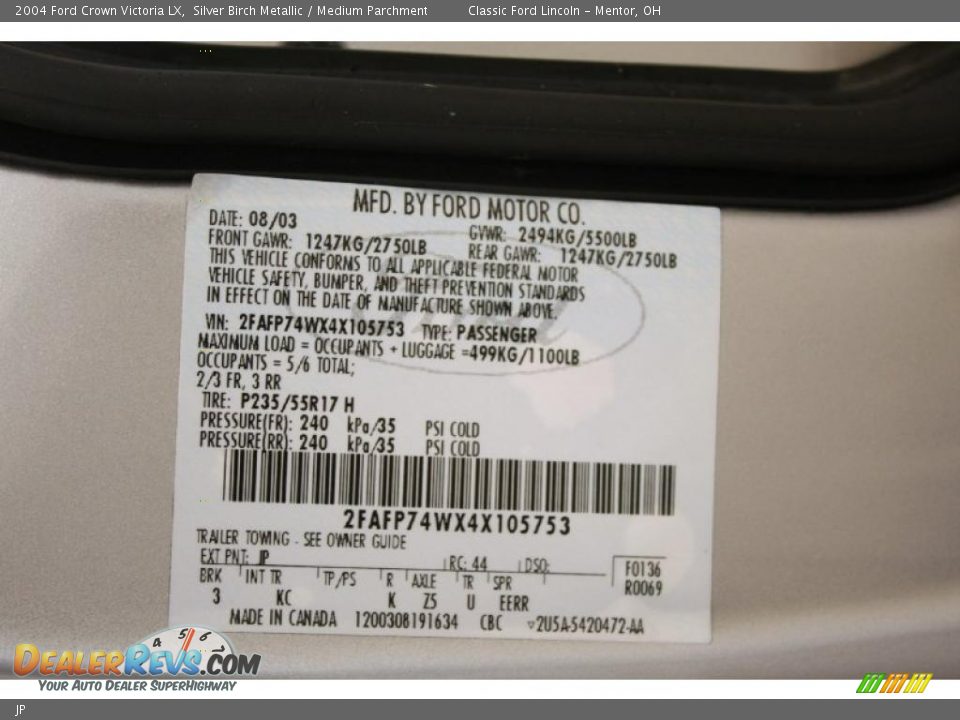 2004 Ford Crown Victoria LX, Silver Birch Metallic / Medium Parchment Classic Ford Lincoln - Mentor, OH
MFD. BY FORD MOTOR CO.
DATE: 08/03 GVWR: 2494KG/5500LB
FRONT GAWR: 1247KG/2750LB REAR GAWR: 1247KG/2750LB
THIS VEHICLE CONFORMS TO ALL APPLICABLE FEDERAL MOTOR
VEHICLE SAFETY, BUMPER, AND THEFT PREVENTION STANDARDS
IN EFFECT ON THE DATE OF MANUFACTURE SHOWN ABOVE.
VIN: 2FAFP74WX4X105753 TYPE: PASSENGER
MAXIMUM LOAD = OCCUPANTS + LUGGAGE =499KG/1100LB
OCCUPANTS = 5/6 TOTAL;
2/3 FR, 3 RR
TIRE: P235/55R17 H
PRESSURE(FR): 240 kPa/35 PSI COLD
PRESSURE(RR): 240 kPa/35 PSI COLD
2FAFP74WX4X105753
TRAILER TOWING - SEE OWNER GUIDE
EXT PNT: JP RC: 44 DSO: F0136
BRK INT TR TP/PS R AXLE TR SPR R0069
3 KC K Z5 U EERR
MADE IN CANADA 1200308191634 CBC ▽2U5A-5420472-AA
4 5 6
DEALERREVS.COM
YOUR AUTO DEALER SUPERHIGHWAY
JP